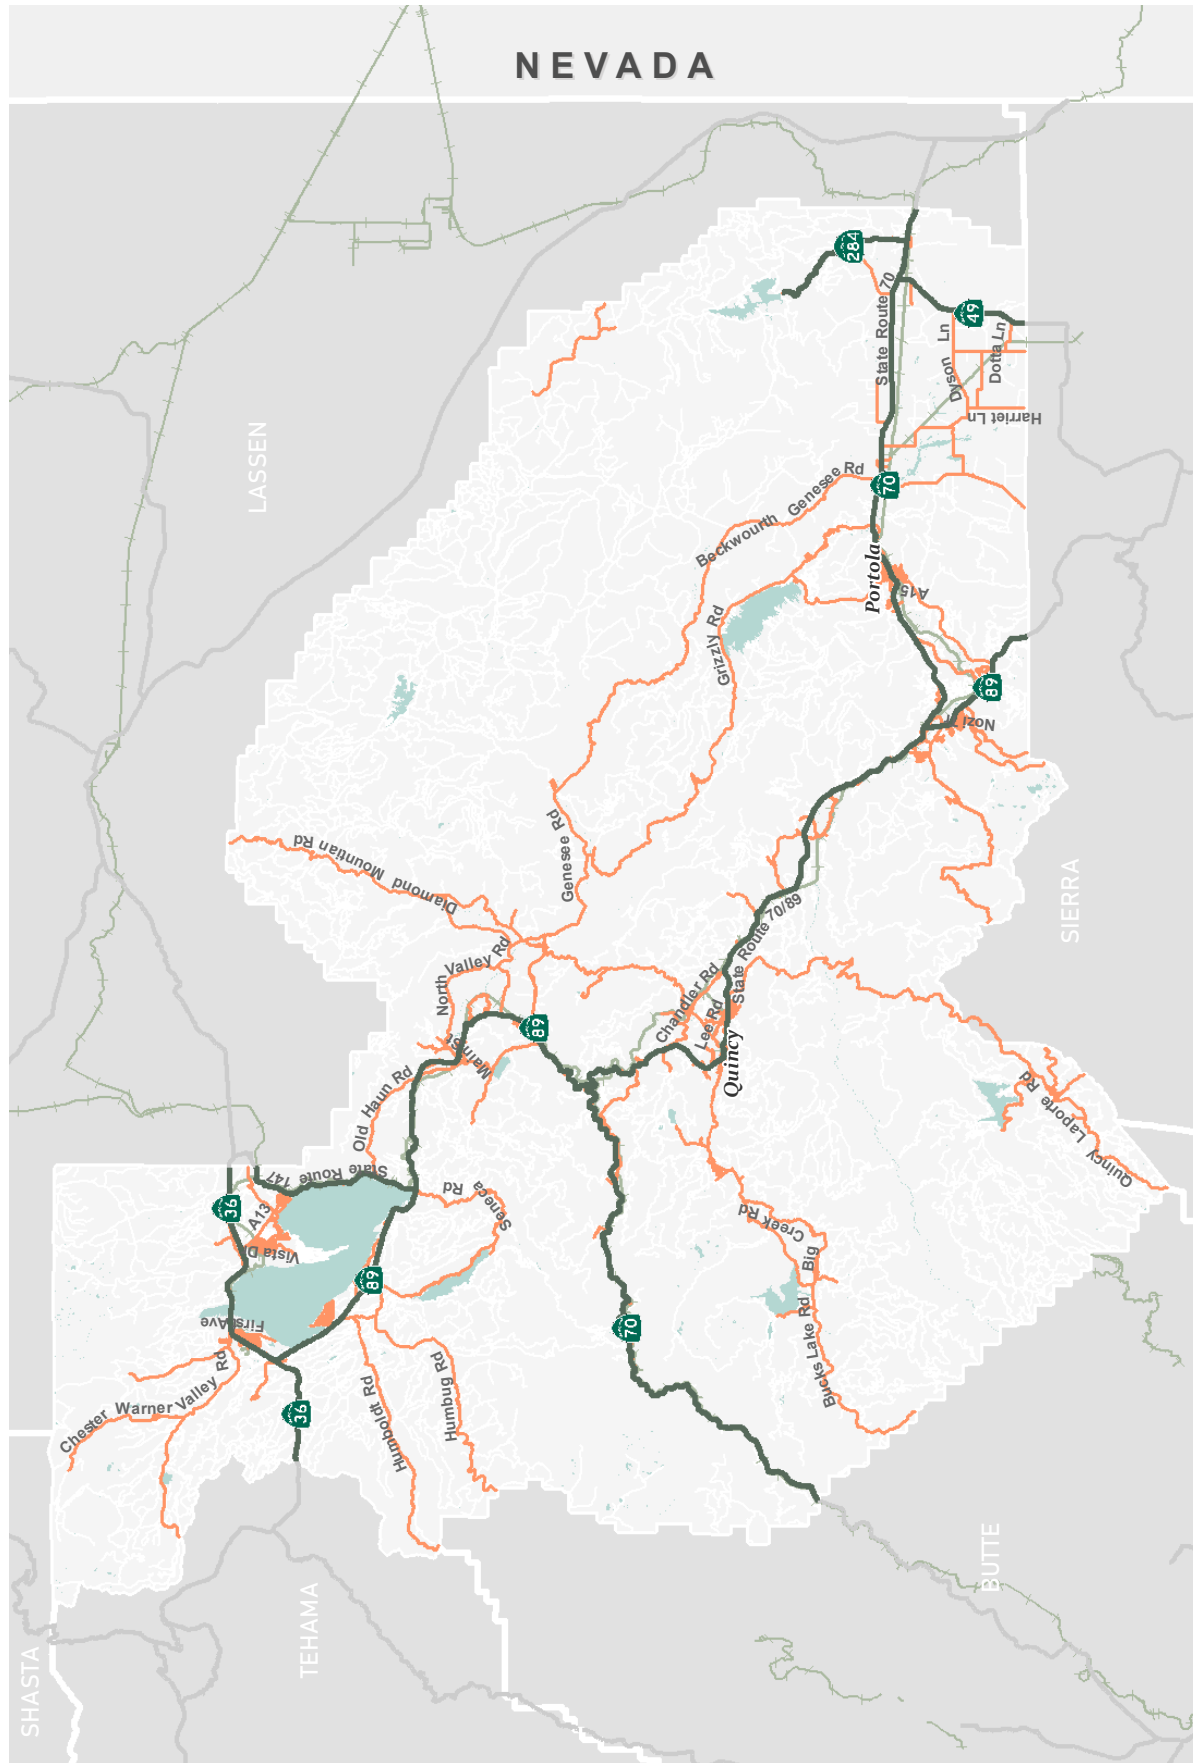 NEVADA
284
State Route 70
49
Dyson Ln
Dotta Ln
Harriet Ln
LASSEN
Beckwourth Genesee Rd
70
Portola
A15
Grizzly Rd
89
Genesee Rd
Diamond Mountian Rd
SIERRA
State Route 70/89
North Valley Rd
Chandler Rd
Lee Rd
Quincy
89
Main St
Old Haun Rd
Quincy Laporte Rd
State Route 147
36
A13
Seneca Rd
Big Creek Rd
89
First Ave
70
Bucks Lake Rd
Chester Warner Valley Rd
36
Humboldt Rd
Humbug Rd
BUTTE
TEHAMA
SHASTA